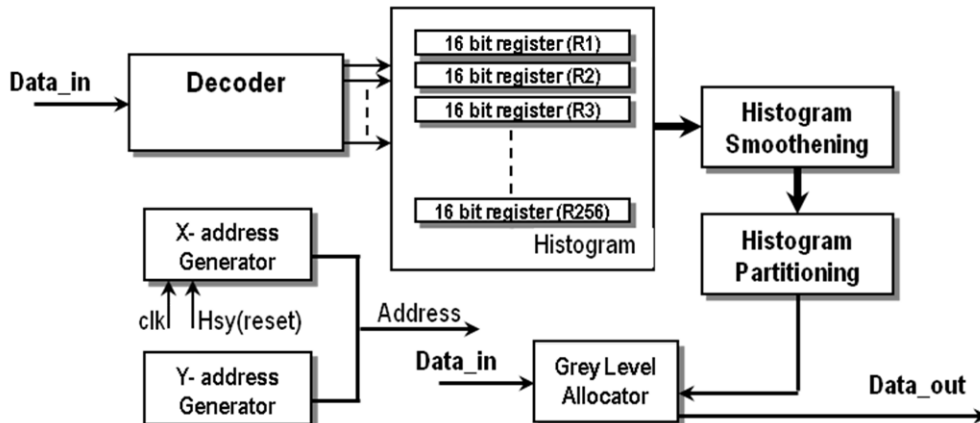 Data_in
Decoder
16 bit register (R1)
16 bit register (R2)
16 bit register (R3)
16 bit register (R256)
Histogram
Histogram
Smoothening
Histogram
Partitioning
X- address
Generator
clk
Hsy(reset)
Address
Y- address
Generator
Data_in
Grey Level
Allocator
Data_out